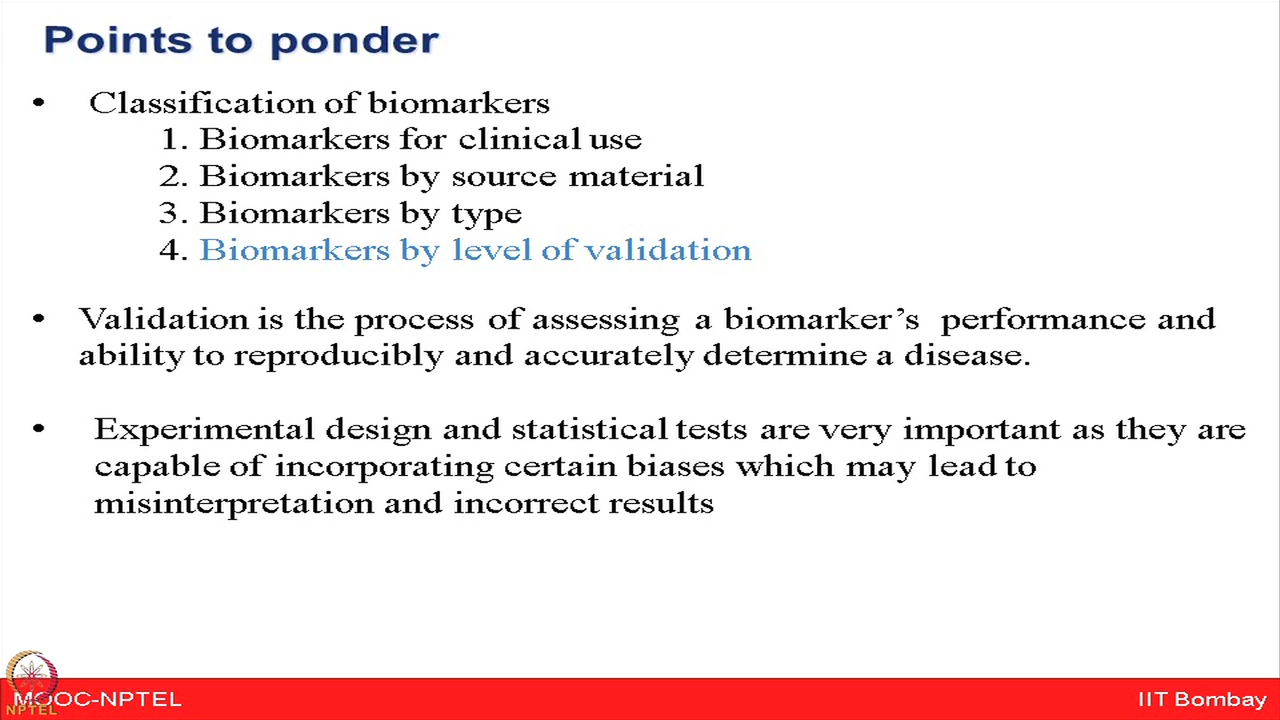 Points to ponder
• Classification of biomarkers
1. Biomarkers for clinical use
2. Biomarkers by source material
3. Biomarkers by type
4. Biomarkers by level of validation
• Validation is the process of assessing a biomarker’s performance and
ability to reproducibly and accurately determine a disease.
• Experimental design and statistical tests are very important as they are
capable of incorporating certain biases which may lead to
misinterpretation and incorrect results
MOOC-NPTEL
NPTEL
IIT Bombay